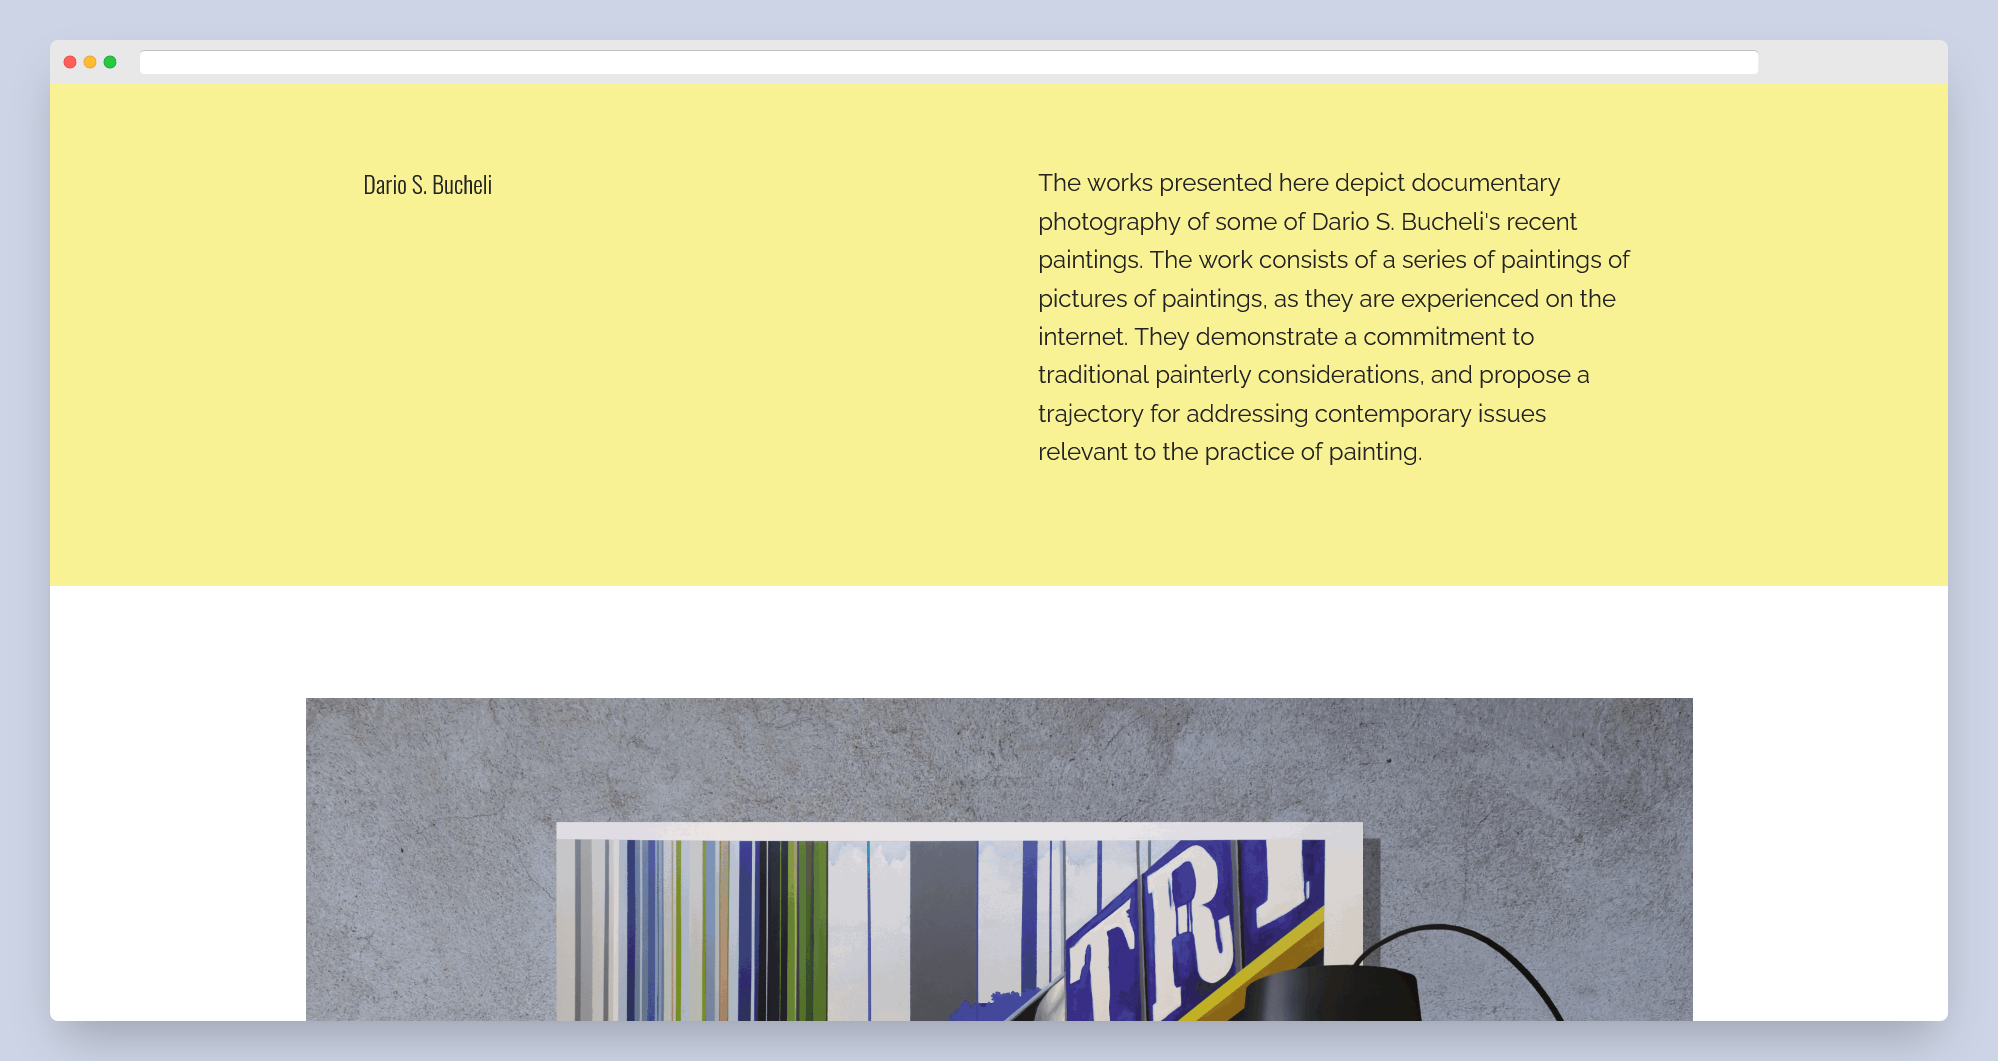 Dario S. Bucheli
The works presented here depict documentary
photography of some of Dario S. Bucheli's recent
paintings. The work consists of a series of paintings of
pictures of paintings, as they are experienced on the
internet. They demonstrate a commitment to
traditional painterly considerations, and propose a
trajectory for addressing contemporary issues
relevant to the practice of painting.
TRI